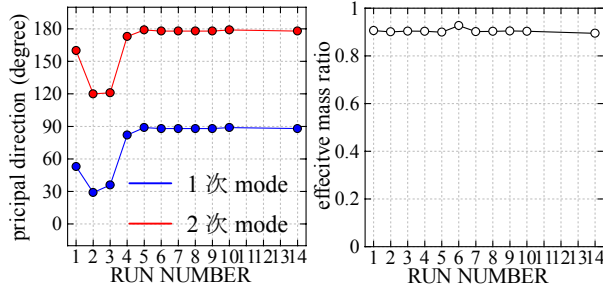 pricipal direction (degree)
180
150
120
90
60
30
0
1 次 mode
2 次 mode
1 2 3 4 5 6 7 8 9 10 11 12 13 14
RUN NUMBER
effecitve mass ratio
1
0.8
0.6
0.4
0.2
0
1 2 3 4 5 6 7 8 9 10 11 12 13 14
RUN NUMBER